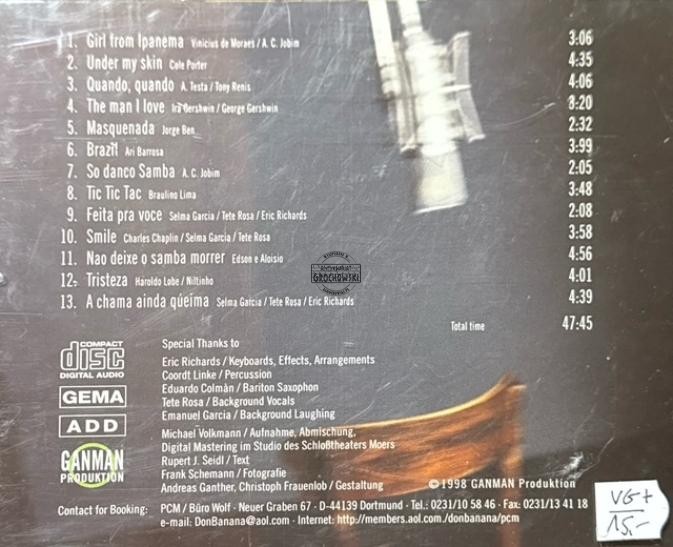 1. Girl from Ipanema Vinicius de Moraes / A. C. Jobim 3:06
2. Under my skin Cole Porter 4:35
3. Quando, quando A. Testa / Tony Renis 4:06
4. The man I love Ira Gershwin / George Gershwin 3:20
5. Masquenada Jorge Ben 2:32
6. Brazil Ari Barrosa 3:99
7. So danco Samba A. C. Jobim 2:05
8. Tic Tic Tac Braulino Lima 3:48
9. Feita pra voce Selma Garcia / Tete Rosa / Eric Richards 2:08
10. Smile Charles Chaplin / Selma Garcia / Tete Rosa 3:58
11. Nao deixe o samba morrer Edson e Aloisio 4:56
12. Tristeza Haroldo Lobe / Niltinho 4:01
13. A chama ainda queima Selma Garcia / Tete Rosa / Eric Richards 4:39
Total time 47:45
GROCHOWSKI
COMPACT
disc
DIGITAL AUDIO
GEMA
ADD
GANMAN
PRODUKTION
Special Thanks to
Eric Richards / Keyboards, Effects, Arrangements
Coordt Linke / Percussion
Eduardo Colmàn / Bariton Saxophon
Tete Rosa / Background Vocals
Emanuel Garcia / Background Laughing
Michael Volkmann / Aufnahme, Abmischung,
Digital Mastering im Studio des Schloßtheaters Moers
Rupert J. Seidl / Text
Frank Schemann / Fotografie
Andreas Ganther, Christoph Frauenlob / Gestaltung
©1998 GANMAN Produktion
Contact for Booking: PCM / Büro Wolf · Neuer Graben 67 · D-44139 Dortmund · Tel.: 0231/10 58 46 · Fax: 0231/13 41 18
e-mail: DonBanana@aol.com · Internet: http://members.aol.com./donbanana/pcm
VG+
15,-